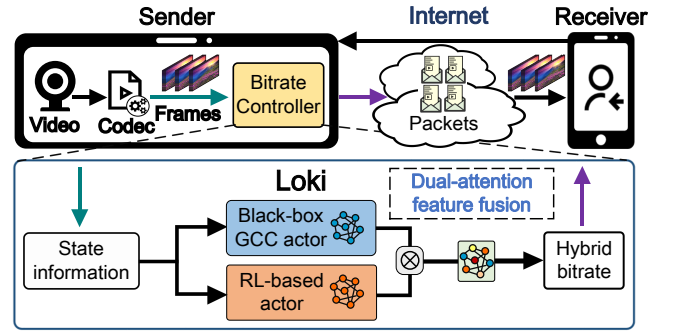 Sender
Internet
Receiver
Video
Codec
Frames
Bitrate
Controller
Packets
Loki
Dual-attention
feature fusion
State
information
Black-box
GCC actor
RL-based
actor
Hybrid
bitrate